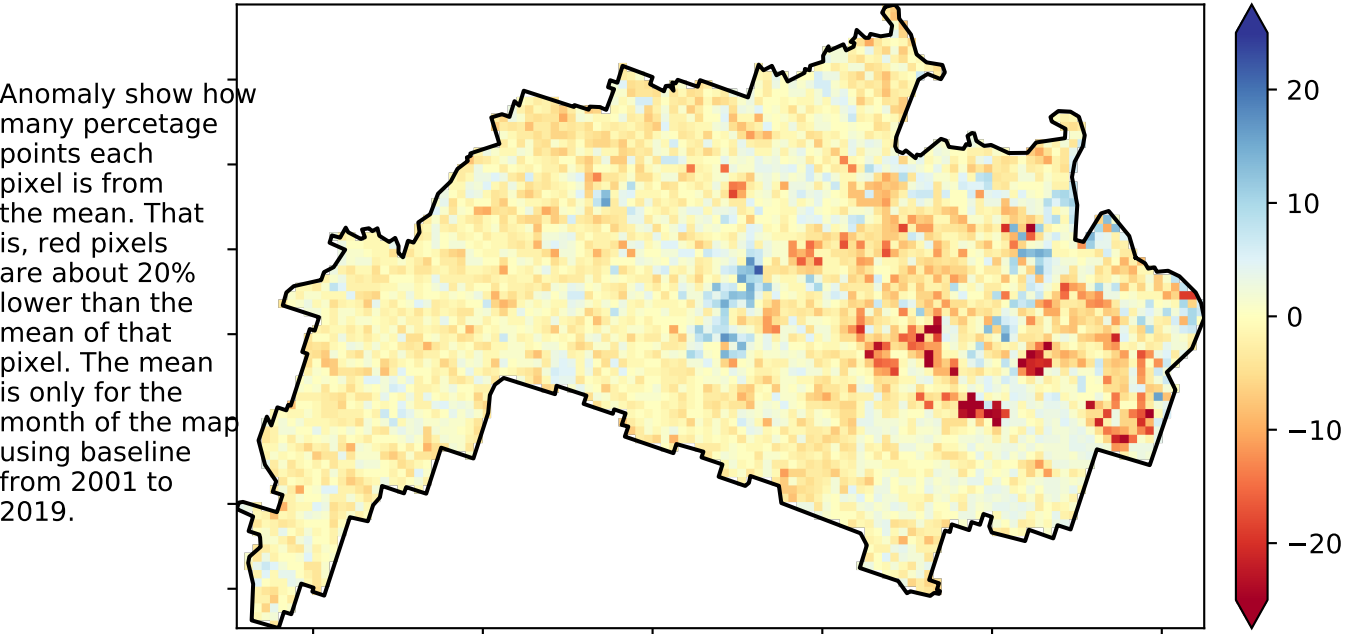 Anomaly show how
many percetage
points each
pixel is from
the mean. That
is, red pixels
are about 20%
lower than the
mean of that
pixel. The mean
is only for the
month of the map
using baseline
from 2001 to
2019.
20
10
0
−10
−20